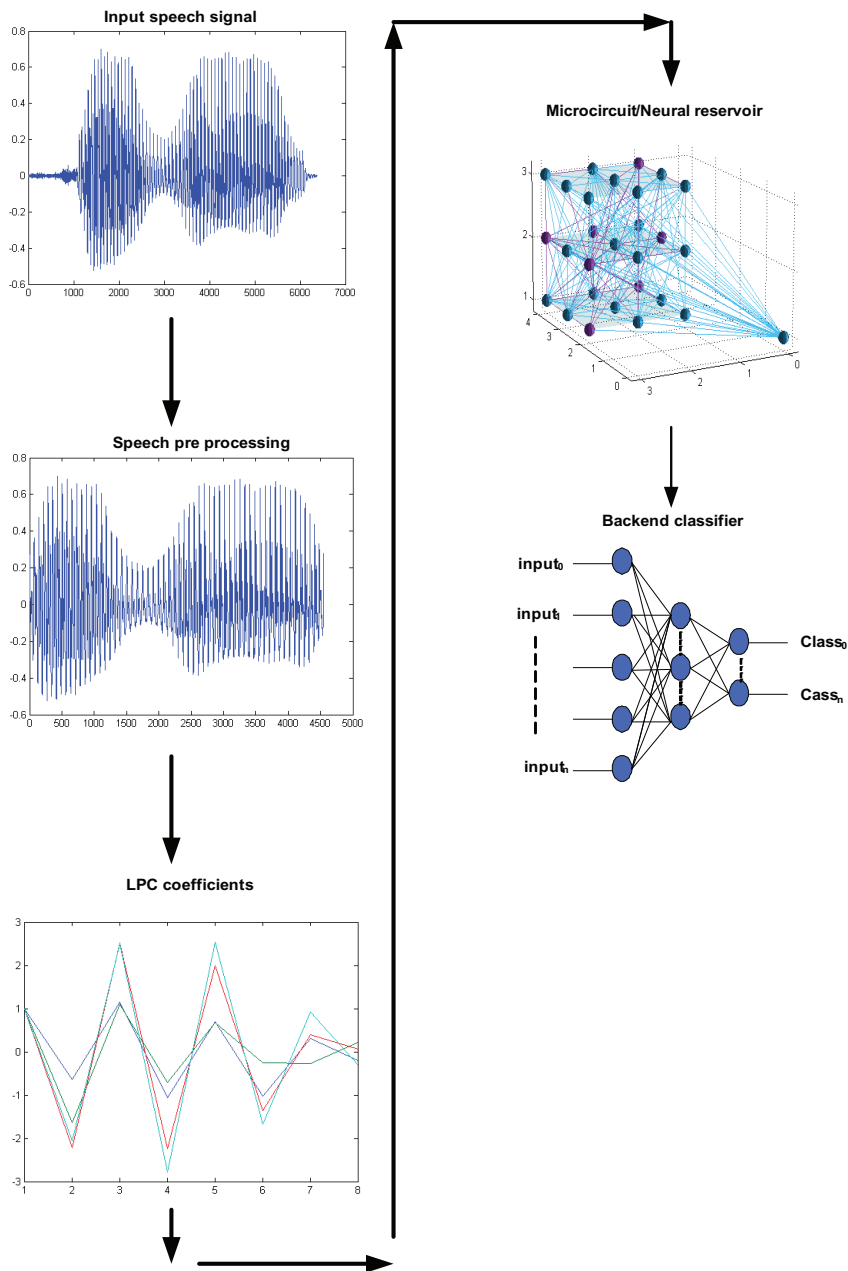 Input speech signal
0.8
0.6
0.4
0.2
0
-0.2
-0.4
-0.6
0 1000 2000 3000 4000 5000 6000 7000
Speech pre processing
0.8
0.6
0.4
0.2
0
-0.2
-0.4
-0.6
0 500 1000 1500 2000 2500 3000 3500 4000 4500 5000
LPC coefficients
3
2
1
0
-1
-2
-3
1 2 3 4 5 6 7 8
Microcircuit/Neural reservoir
3
2
1
4 3 2 1 0
3 2 1 0
Backend classifier
input₀
input₁
inputₙ
Class₀
Cassₙ